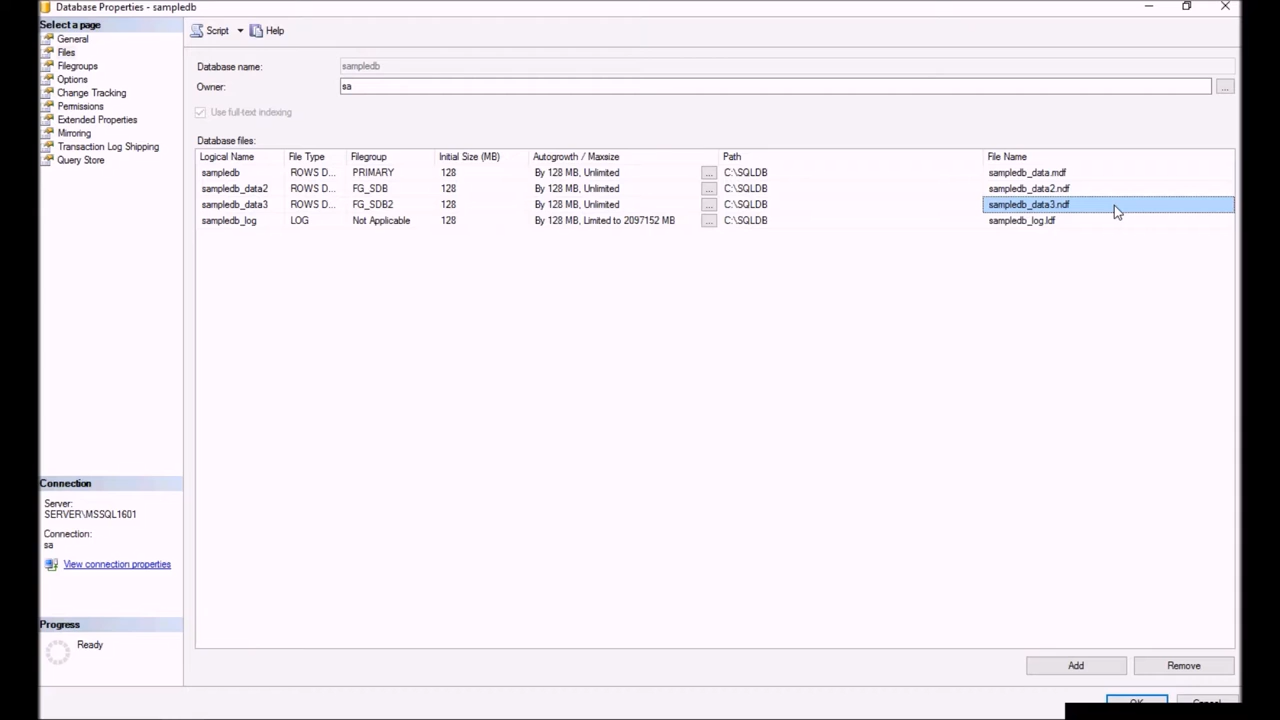 Database Properties - sampledb
Select a page
General
Files
Filegroups
Options
Change Tracking
Permissions
Extended Properties
Mirroring
Transaction Log Shipping
Query Store
Script Help
Database name: sampledb
Owner: sa ...
Use full-text indexing
Database files:
Logical Name File Type Filegroup Initial Size (MB) Autogrowth / Maxsize Path File Name
sampledb ROWS D... PRIMARY 128 By 128 MB, Unlimited ... C:\SQLDB sampledb_data.mdf
sampledb_data2 ROWS D... FG_SDB 128 By 128 MB, Unlimited ... C:\SQLDB sampledb_data2.ndf
sampledb_data3 ROWS D... FG_SDB2 128 By 128 MB, Unlimited ... C:\SQLDB sampledb_data3.ndf
sampledb_log LOG Not Applicable 128 By 128 MB, Limited to 2097152 MB ... C:\SQLDB sampledb_log.ldf
Connection
Server:
SERVER\MSSQL1601
Connection:
sa
View connection properties
Progress
Ready
Add Remove